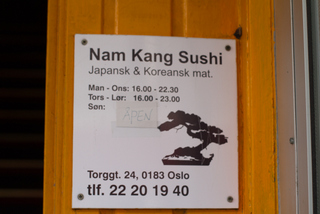 Nam Kang Sushi
Japansk & Koreansk mat.
Man - Ons: 16.00 - 22.30
Tors - Lør: 16.00 - 23.00
Søn:
ÅPEN
Torggt. 24, 0183 Oslo
tlf. 22 20 19 40